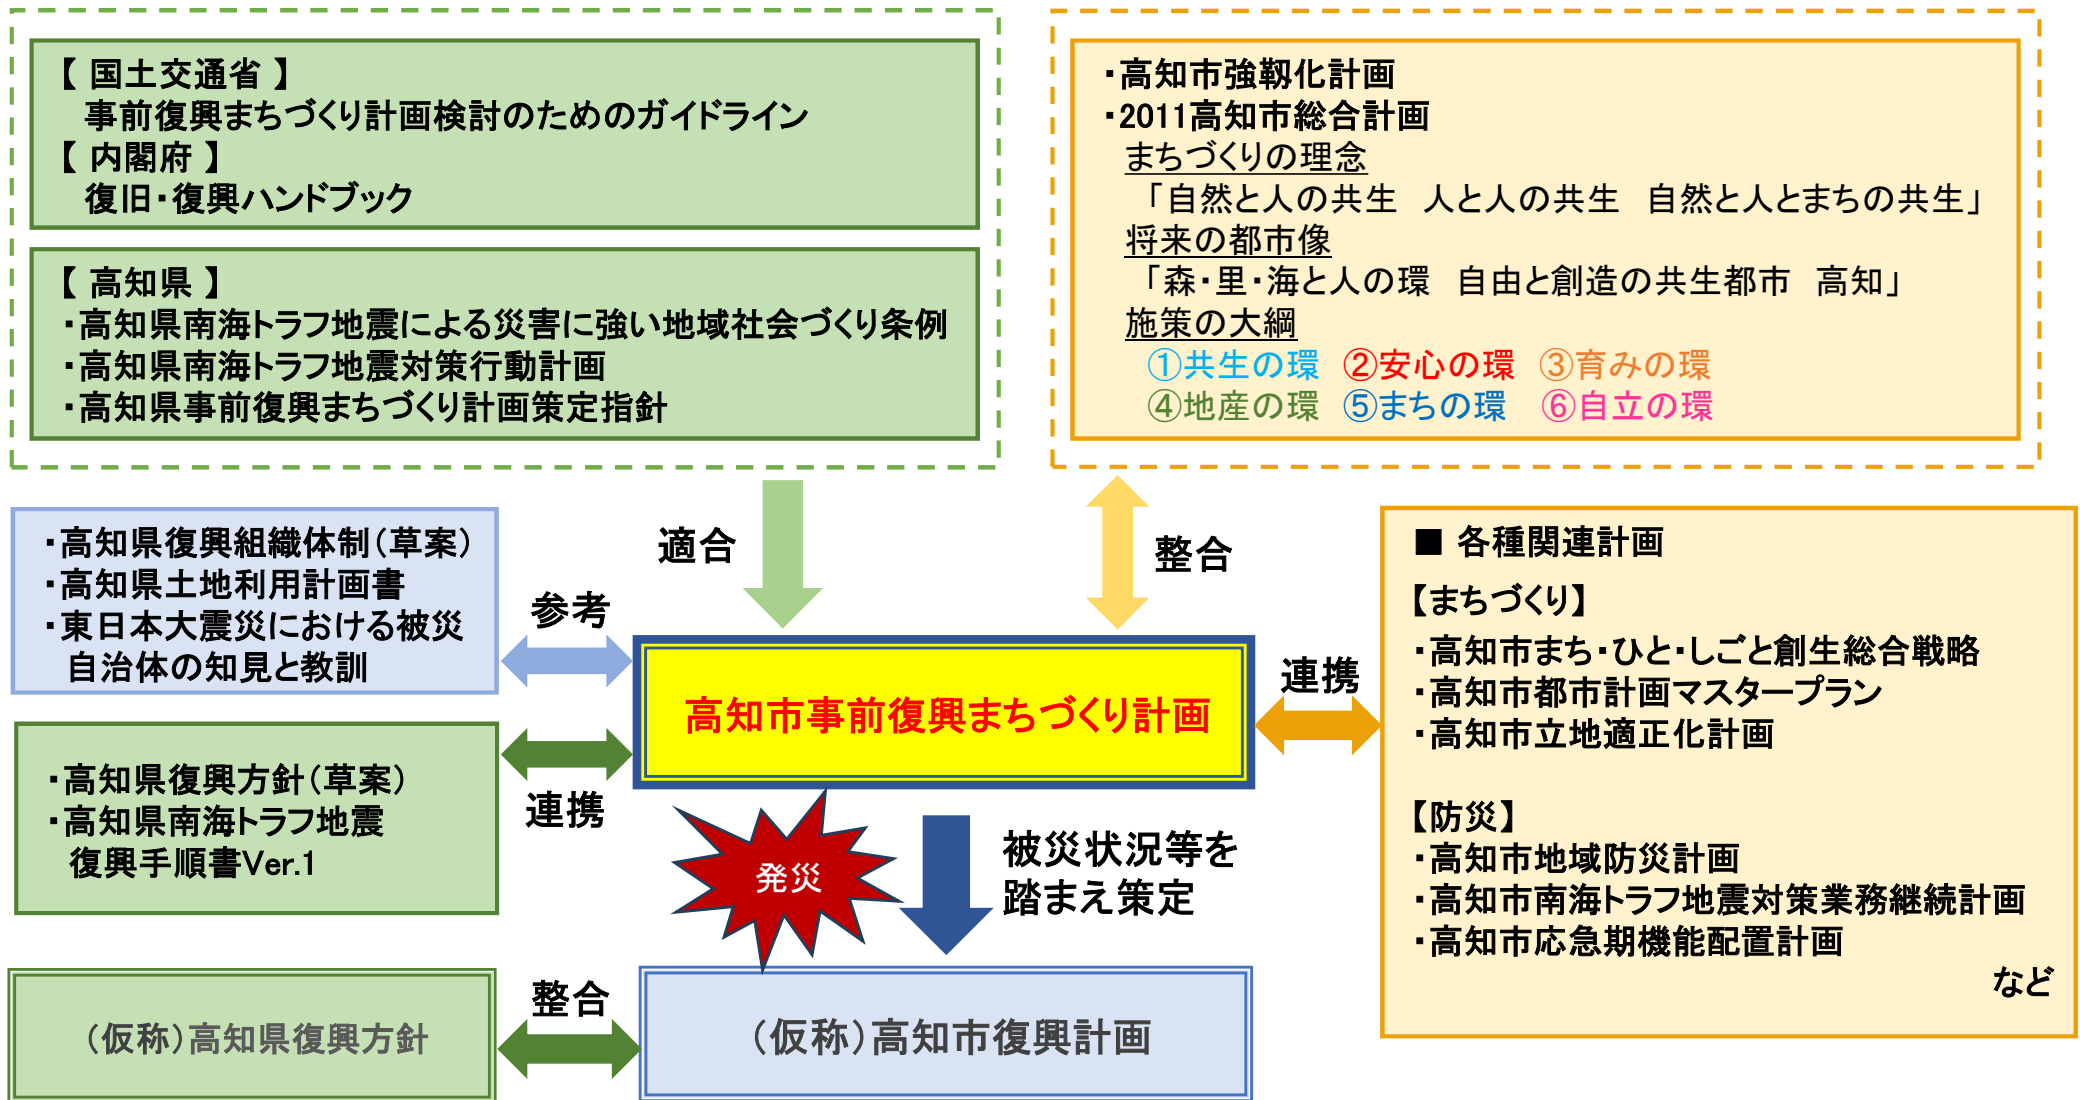 【 国土交通省 】
事前復興まちづくり計画検討のためのガイドライン
【 内閣府 】
復旧・復興ハンドブック
【 高知県 】
・高知県南海トラフ地震による災害に強い地域社会づくり条例
・高知県南海トラフ地震対策行動計画
・高知県事前復興まちづくり計画策定指針
・高知市強靱化計画
・2011高知市総合計画
まちづくりの理念
「自然と人の共生　人と人の共生　自然と人とまちの共生」
将来の都市像
「森・里・海と人の環　自由と創造の共生都市　高知」
施策の大綱
①共生の環　②安心の環　③育みの環
④地産の環　⑤まちの環　⑥自立の環
適合
整合
・高知県復興組織体制（草案）
・高知県土地利用計画書
・東日本大震災における被災
自治体の知見と教訓
参考
高知市事前復興まちづくり計画
連携
・高知県復興方針（草案）
・高知県南海トラフ地震
復興手順書Ver.1
連携
■ 各種関連計画
【まちづくり】
・高知市まち・ひと・しごと創生総合戦略
・高知市都市計画マスタープラン
・高知市立地適正化計画
【防災】
・高知市地域防災計画
・高知市南海トラフ地震対策業務継続計画
・高知市応急期機能配置計画
など
発災
被災状況等を
踏まえ策定
（仮称）高知県復興方針
整合
（仮称）高知市復興計画